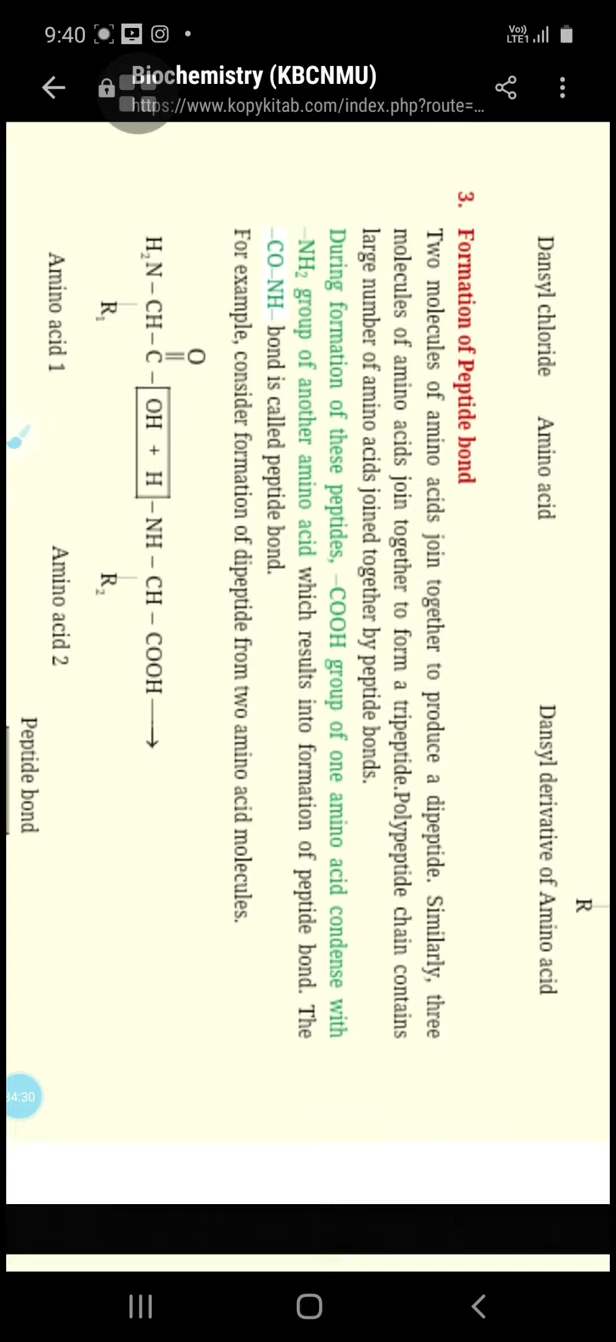 9:40
Vo)) LTE1
Biochemistry (KBCNMU)
https://www.kopykitab.com/index.php?route=...
R
Dansyl chloride Amino acid Dansyl derivative of Amino acid
3. Formation of Peptide bond
Two molecules of amino acids join together to produce a dipeptide. Similarly, three
molecules of amino acids join together to form a tripeptide.Polypeptide chain contains
large number of amino acids joined together by peptide bonds.
During formation of these peptides, –COOH group of one amino acid condense with
–NH₂ group of another amino acid which results into formation of peptide bond. The
–CO–NH– bond is called peptide bond.
For example, consider formation of dipeptide from two amino acid molecules.
O
H₂N – CH – C – OH + H – NH – CH – COOH ⟶
R₁ R₂
Amino acid 1 Amino acid 2
Peptide bond
34:30